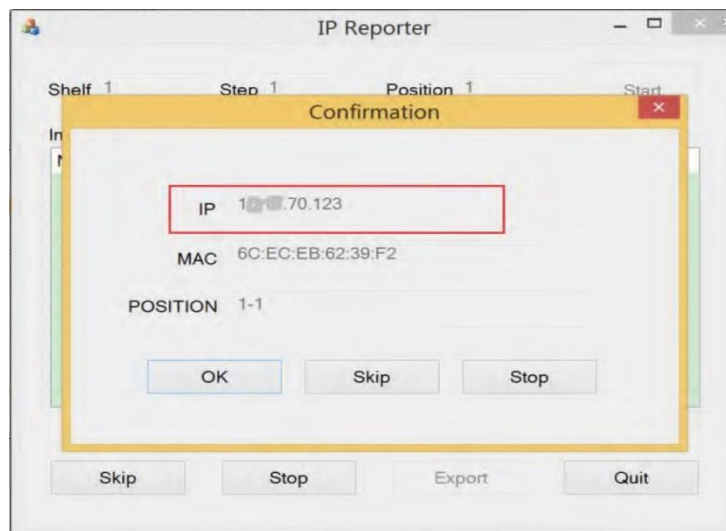 IP Reporter
Shelf 1 Step 1 Position 1 Start
Confirmation
IP .70.123
MAC 6C:EC:EB:62:39:F2
POSITION 1-1
OK Skip Stop
Skip Stop Export Quit